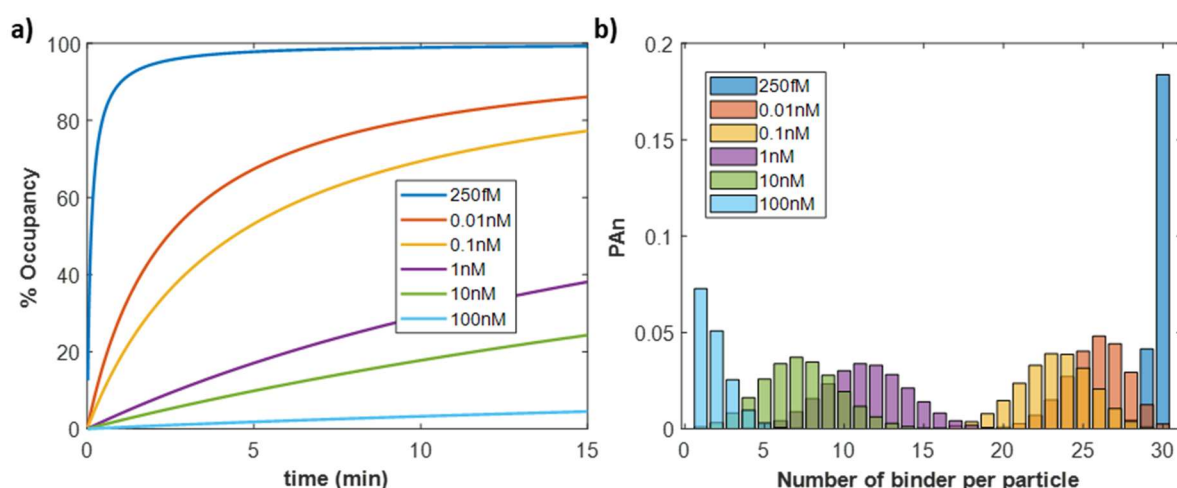 a)
100
80
60
40
20
0
% Occupancy
0 5 10 15
time (min)
250fM
0.01nM
0.1nM
1nM
10nM
100nM
b)
0.2
0.15
0.1
0.05
0
PAn
0 5 10 15 20 25 30
Number of binder per particle
250fM
0.01nM
0.1nM
1nM
10nM
100nM